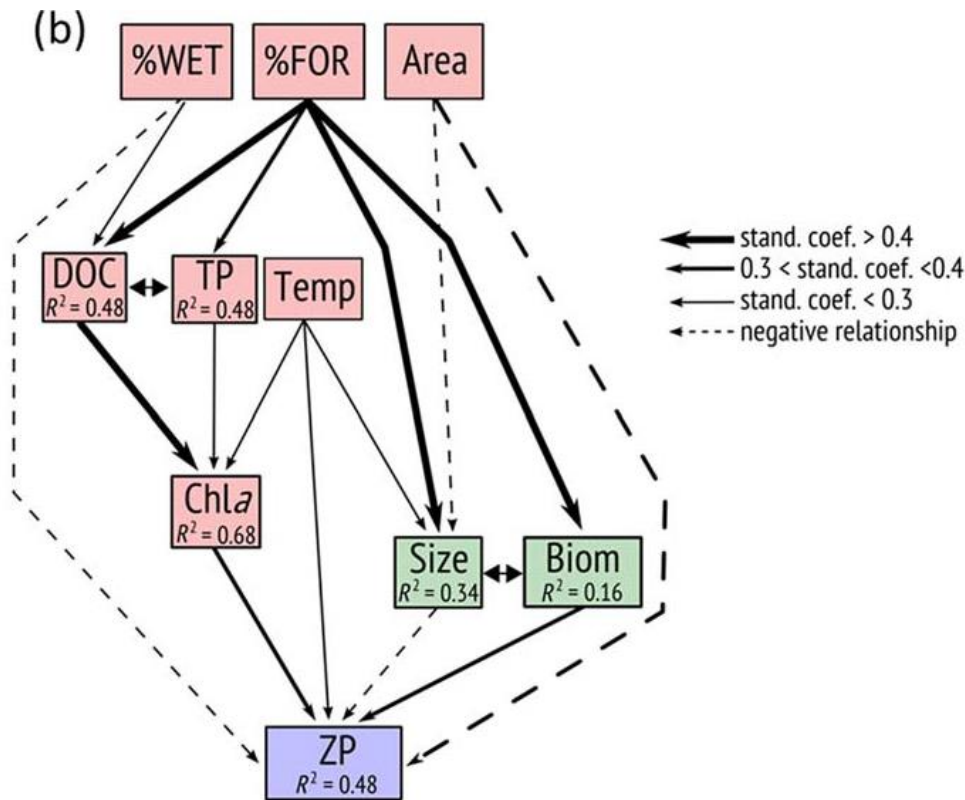 (b)
%WET
%FOR
Area
stand. coef. > 0.4
0.3 < stand. coef. <0.4
stand. coef. < 0.3
negative relationship
DOC
R² = 0.48
TP
R² = 0.48
Temp
Chla
R² = 0.68
Size
R² = 0.34
Biom
R² = 0.16
ZP
R² = 0.48